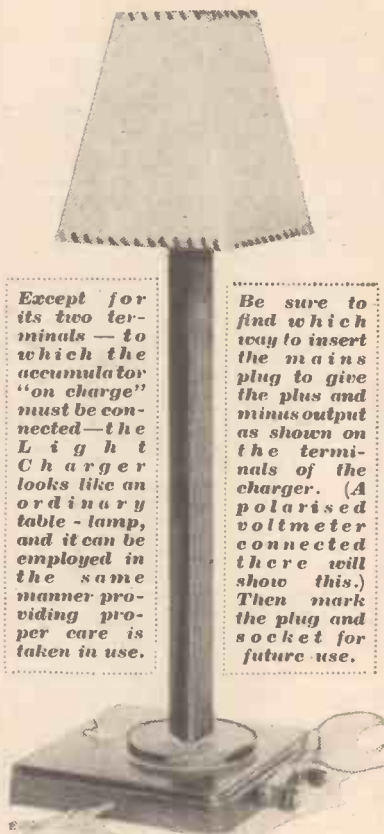 Except for
its two ter-
minals — to
which the
accumulator
"on charge"
must be con-
nected—the
Light
Charger
looks like an
ordinary
table-lamp,
and it can be
employed in
the same
manner pro-
viding pro-
per care is
taken in use.
Be sure to
find which
way to insert
the mains
plug to give
the plus and
minus output
as shown on
the termi-
nals of the
charger. (A
polarised
voltmeter
connected
there will
show this.)
Then mark
the plug and
socket for
future use.